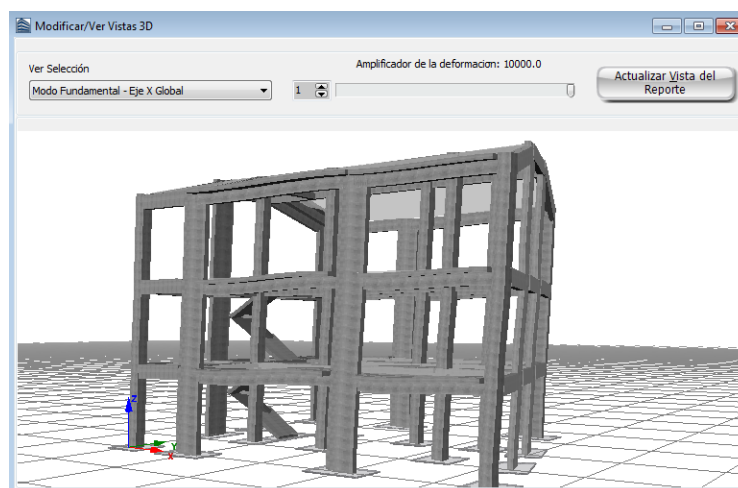 Modificar/Ver Vistas 3D
Ver Selección
Modo Fundamental - Eje X Global
Amplificador de la deformacion: 10000.0
1
Actualizar Vista del
Reporte
Z
Y
X